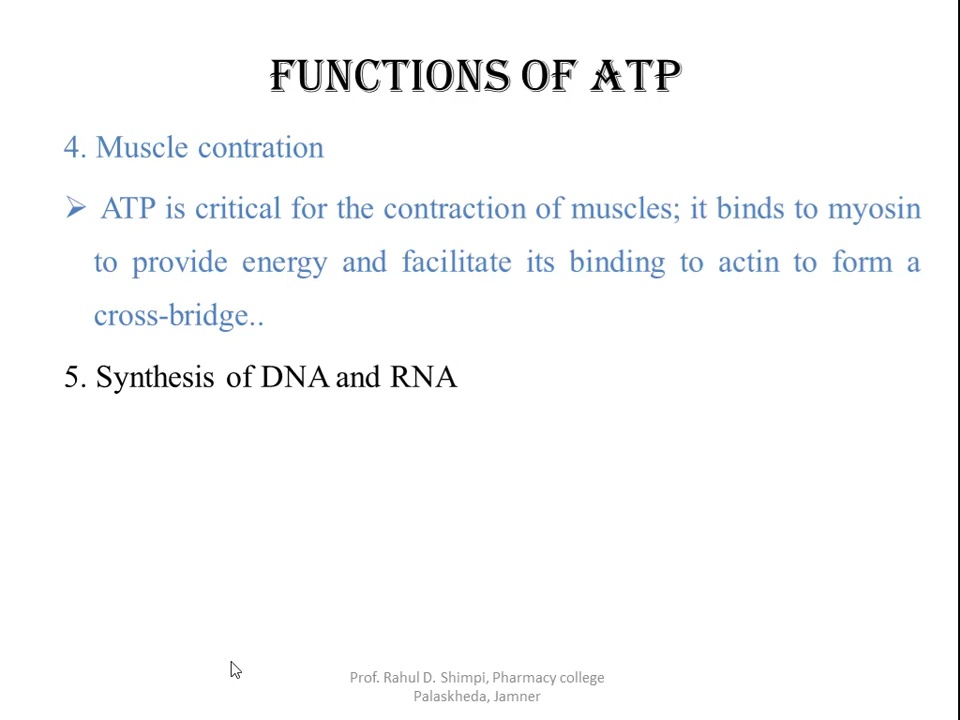 FUNCTIONS OF ATP
4. Muscle contration
➢ ATP is critical for the contraction of muscles; it binds to myosin
to provide energy and facilitate its binding to actin to form a
cross-bridge..
5. Synthesis of DNA and RNA
Prof. Rahul D. Shimpi, Pharmacy college
Palaskheda, Jamner